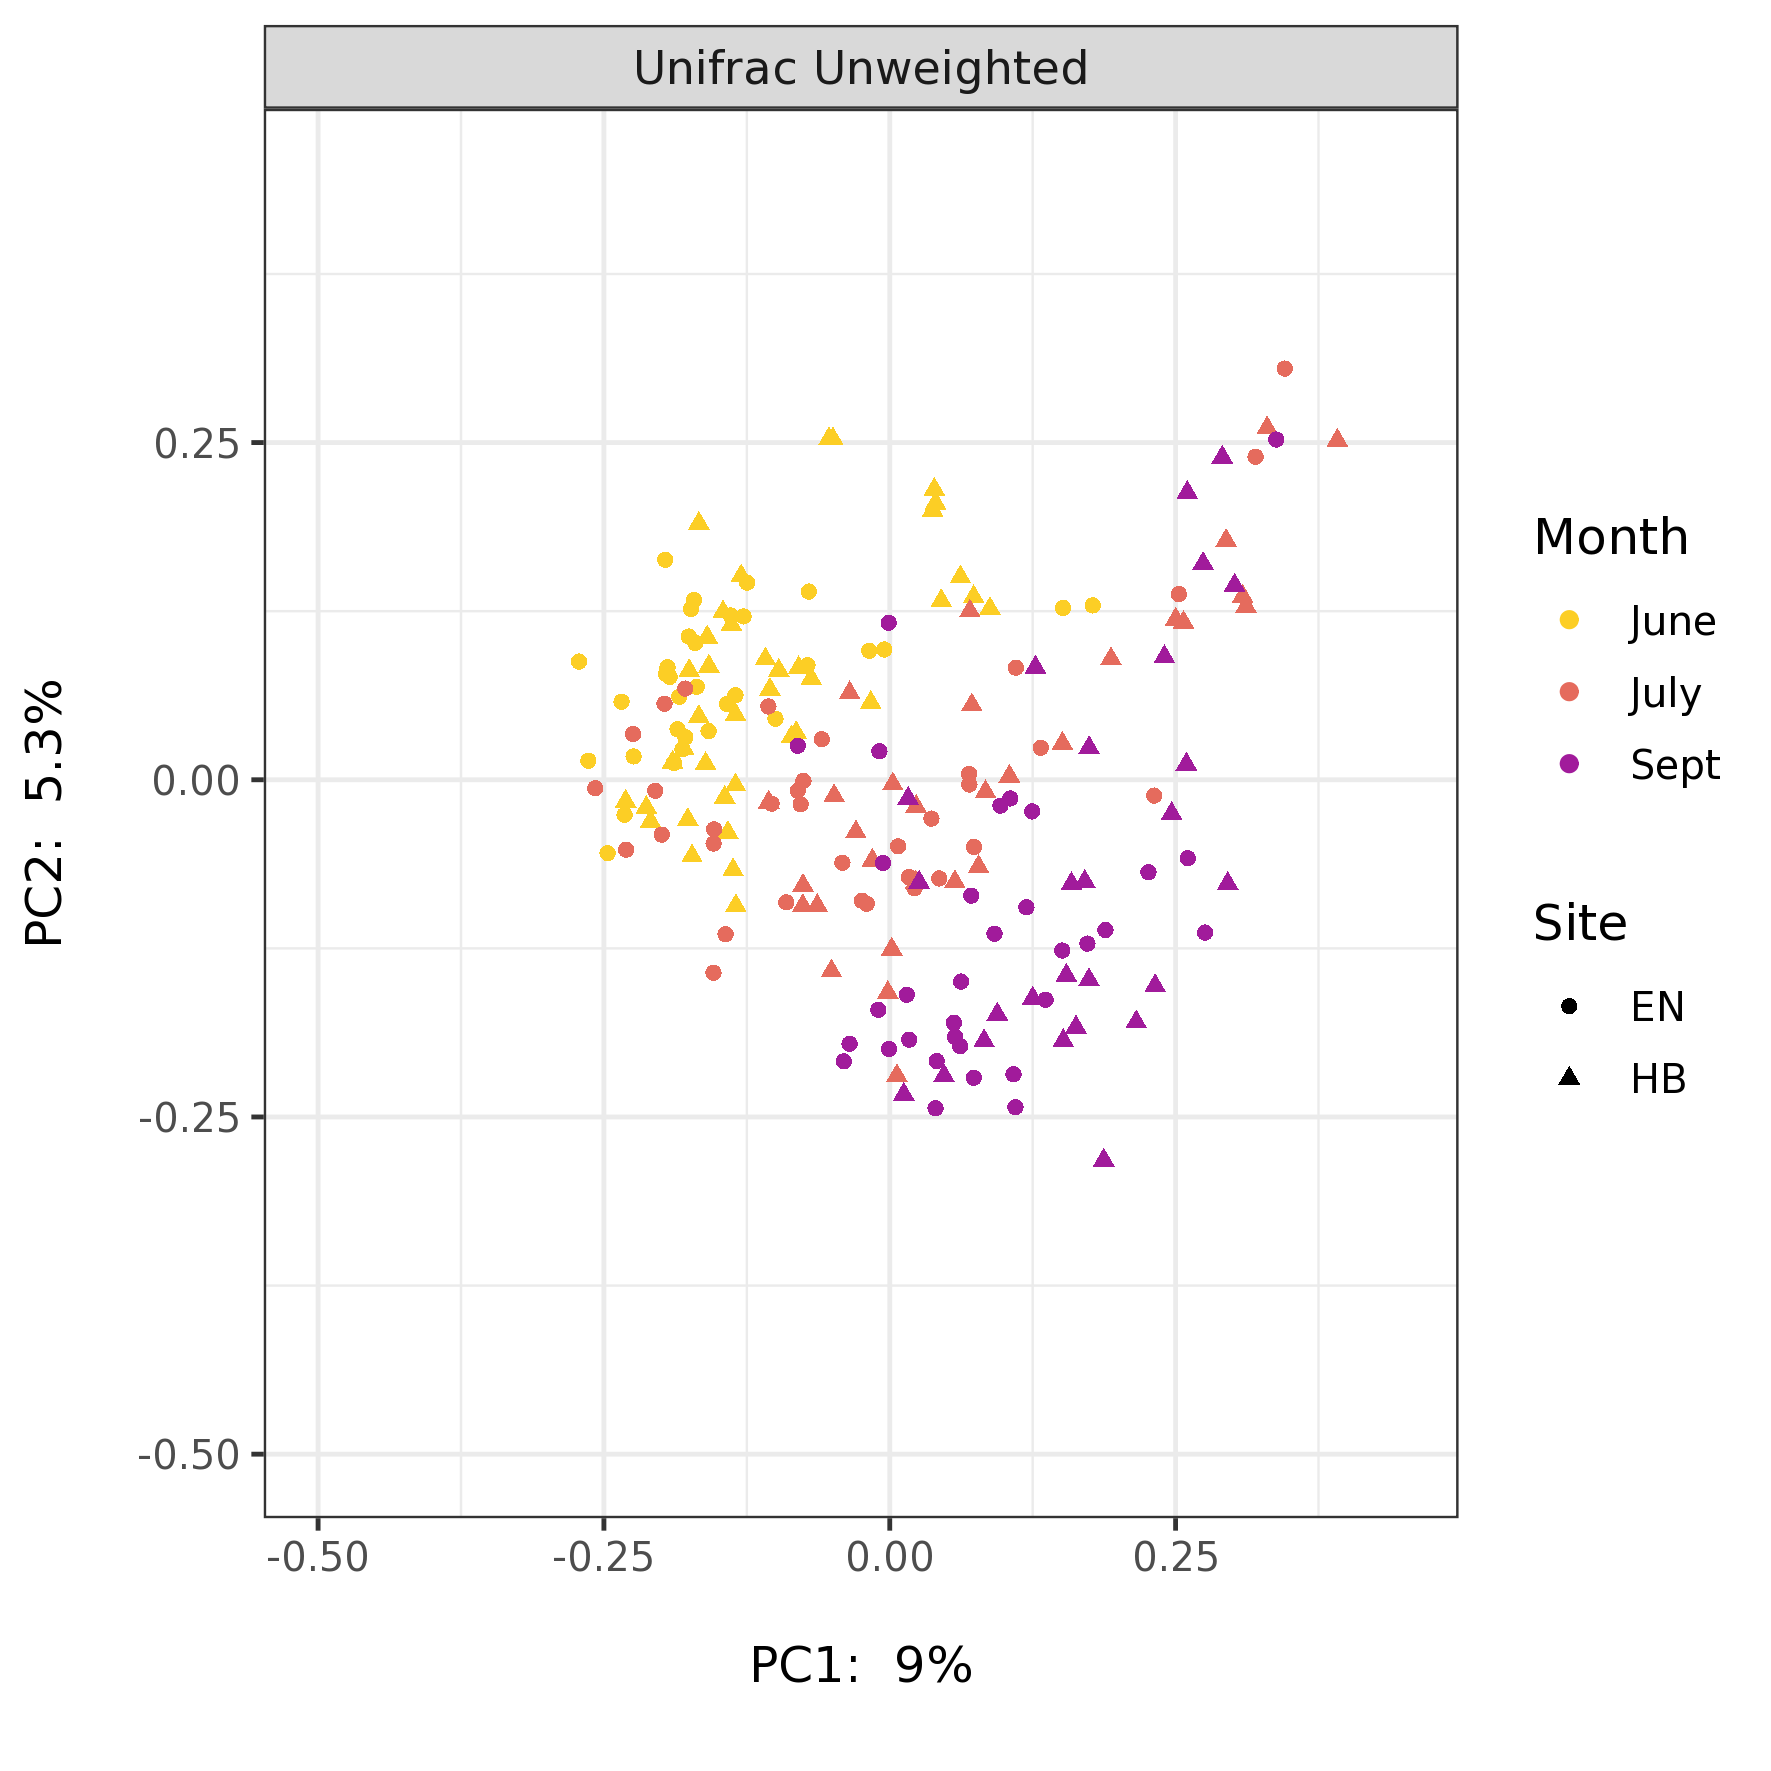 Unifrac Unweighted
PC2:  5.3%
0.25
0.00
-0.25
-0.50
-0.50
-0.25
0.00
0.25
PC1:  9%
Month
June
July
Sept
Site
EN
HB